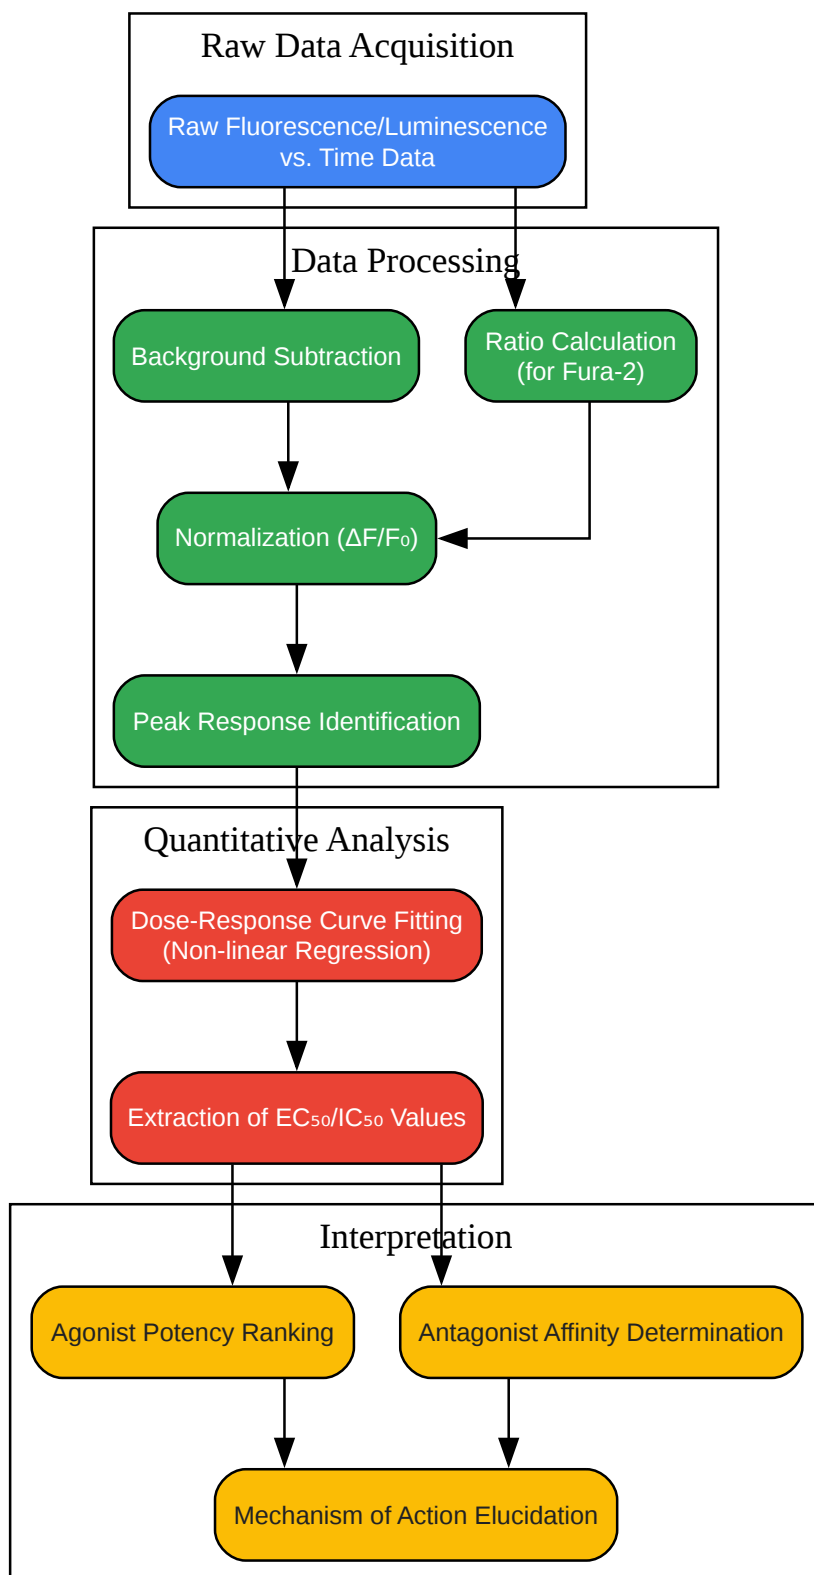 Raw Data Acquisition
Raw Fluorescence/Luminescence
vs. Time Data
Data Processing
Background Subtraction
Ratio Calculation
(for Fura-2)
Normalization (ΔF/F₀)
Peak Response Identification
Quantitative Analysis
Dose-Response Curve Fitting
(Non-linear Regression)
Extraction of EC₅₀/IC₅₀ Values
Interpretation
Agonist Potency Ranking
Antagonist Affinity Determination
Mechanism of Action Elucidation